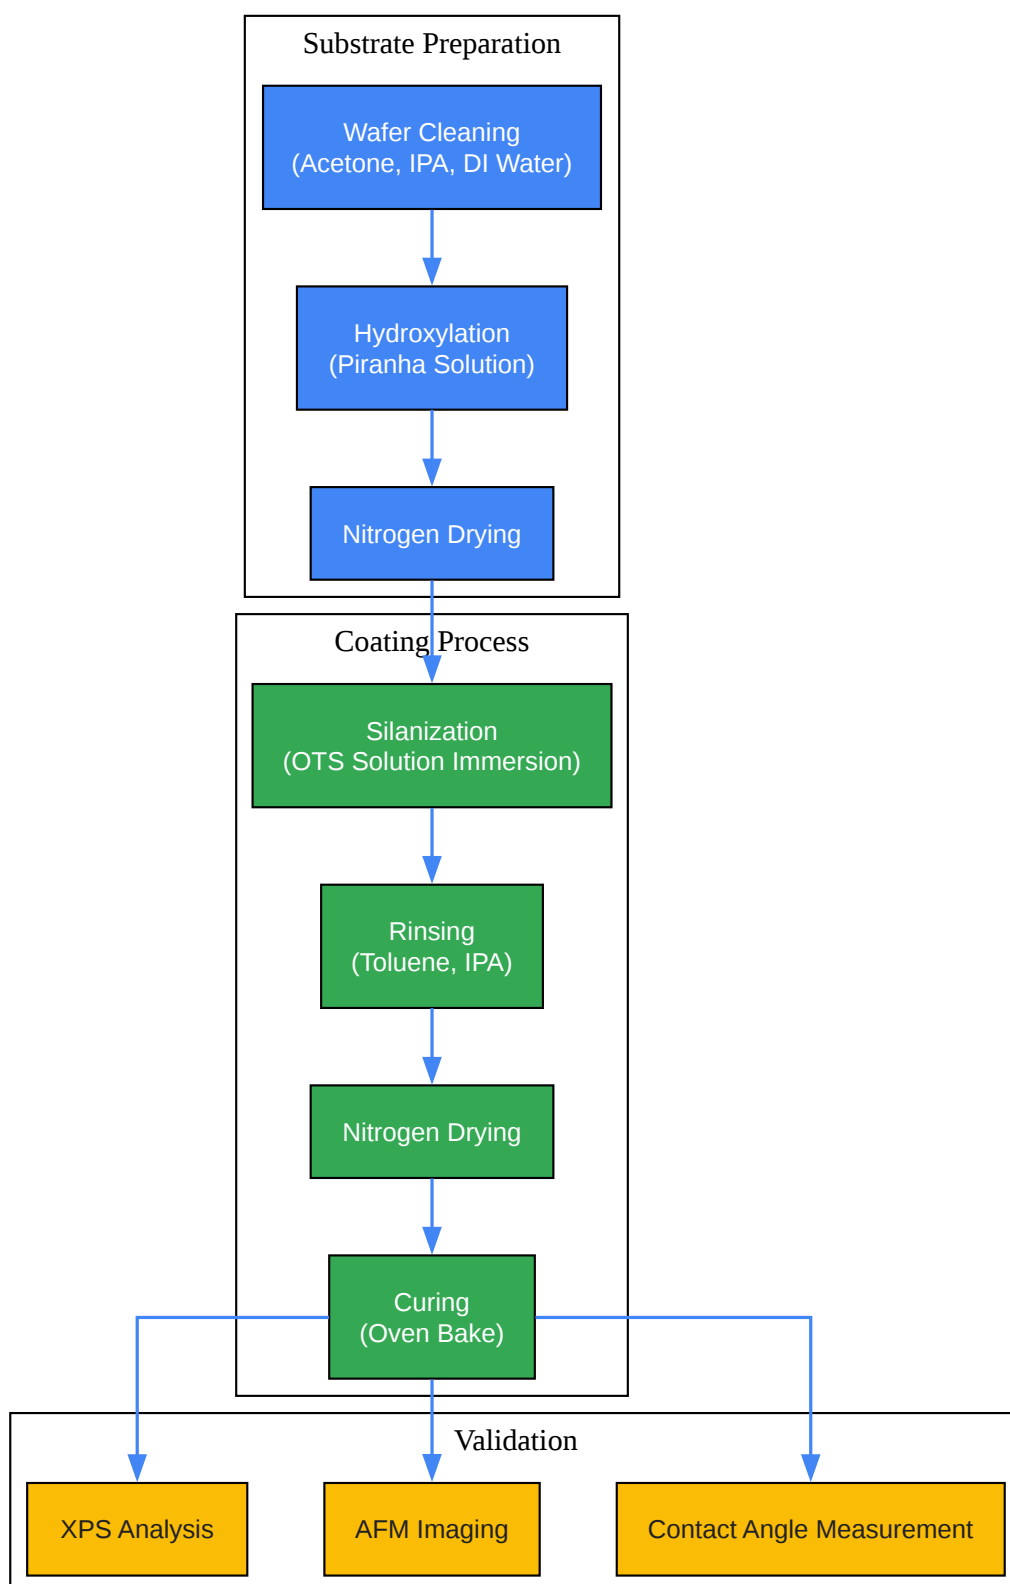 Substrate Preparation
Wafer Cleaning
(Acetone, IPA, DI Water)
Hydroxylation
(Piranha Solution)
Nitrogen Drying
Coating Process
Silanization
(OTS Solution Immersion)
Rinsing
(Toluene, IPA)
Nitrogen Drying
Curing
(Oven Bake)
Validation
XPS Analysis
AFM Imaging
Contact Angle Measurement